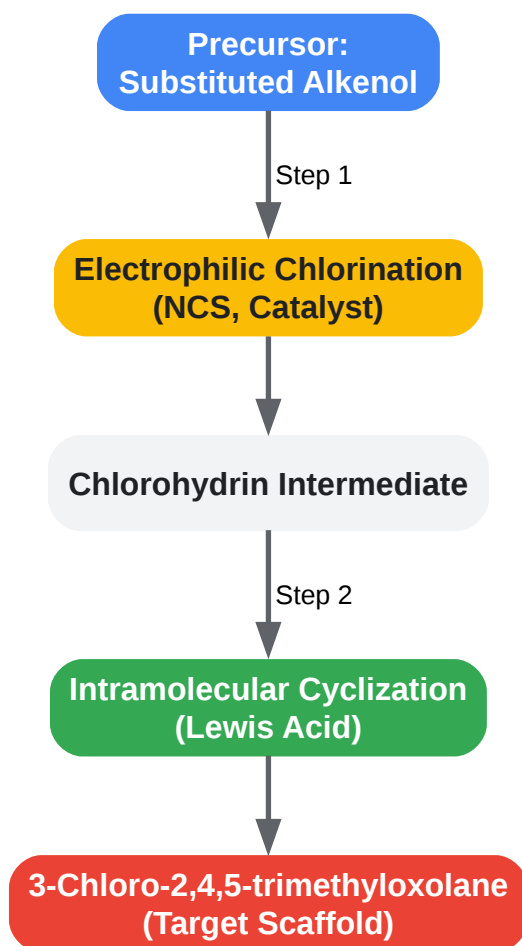 Precursor:
Substituted Alkenol
Step 1
Electrophilic Chlorination
(NCS, Catalyst)
Chlorohydrin Intermediate
Step 2
Intramolecular Cyclization
(Lewis Acid)
3-Chloro-2,4,5-trimethyloxolane
(Target Scaffold)